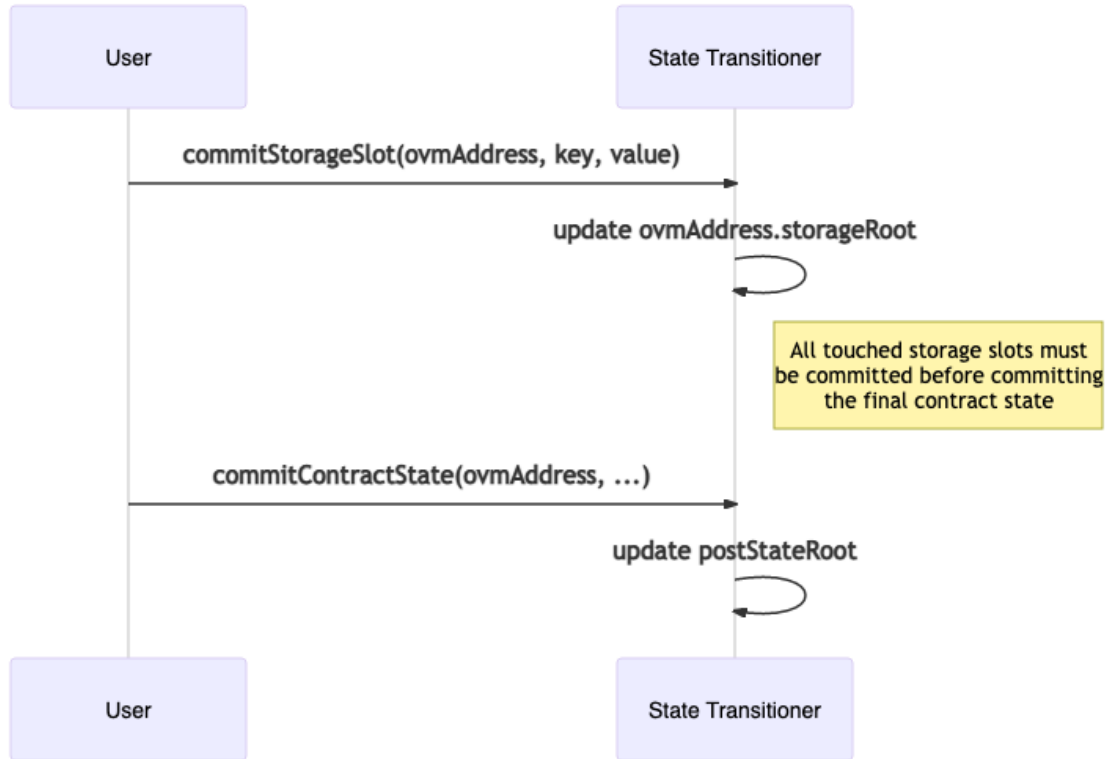 User
State Transitioner
commitStorageSlot(ovmAddress, key, value)
update ovmAddress.storageRoot
All touched storage slots must
be committed before committing
the final contract state
commitContractState(ovmAddress, ...)
update postStateRoot
User
State Transitioner